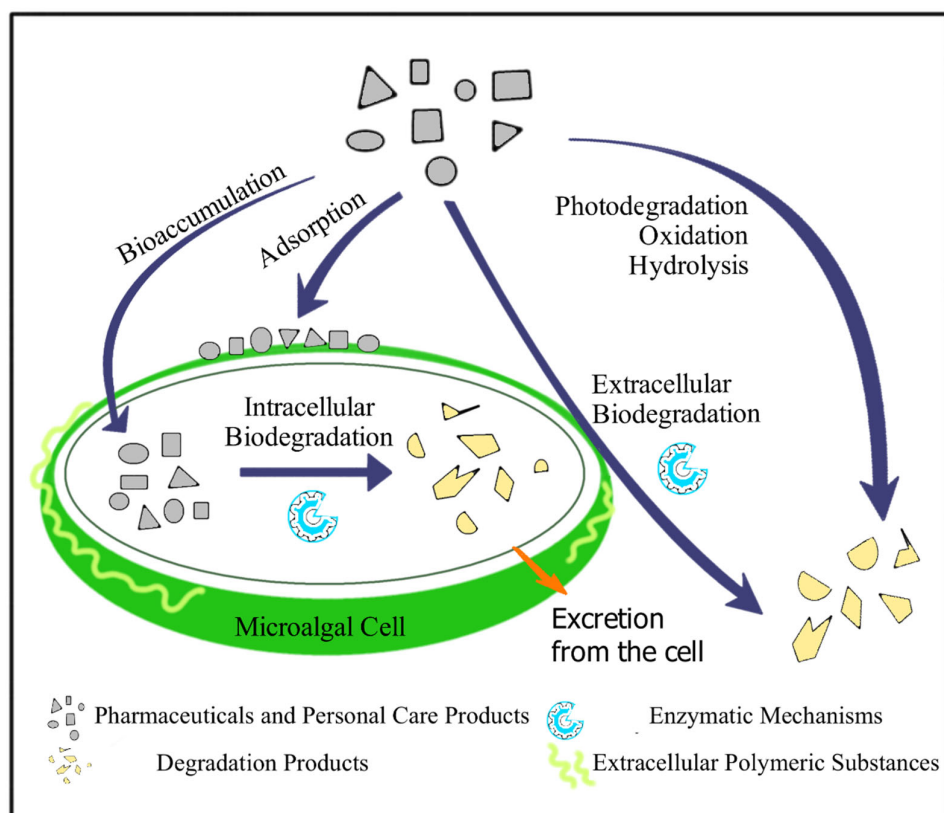 Bioaccumulation
Adsorption
Photodegradation
Oxidation
Hydrolysis
Intracellular
Biodegradation
Extracellular
Biodegradation
Microalgal Cell
Excretion
from the cell
Pharmaceuticals and Personal Care Products
Enzymatic Mechanisms
Degradation Products
Extracellular Polymeric Substances